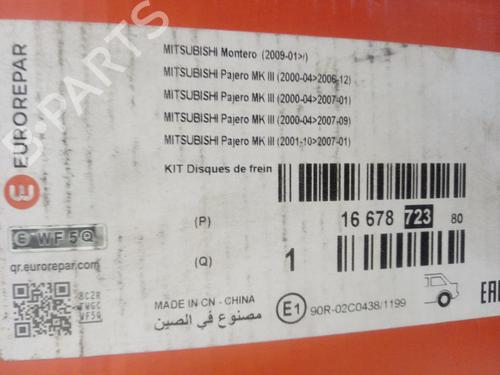 EUROREPAR
MITSUBISHI Montero (2009-01>/)
MITSUBISHI Pajero MK III (2000-04>2006-12)
MITSUBISHI Pajero MK III (2000-04>2007-01)
MITSUBISHI Pajero MK III (2000-04>2007-09)
MITSUBISHI Pajero MK III (2001-10>2007-01)
KIT Disques de frein
(P) 16 678 723 80
(Q) 1
WF5Q
qr.eurorepar.com
8C2R
WF5Q
MADE IN CN - CHINA
مصنوع في الصين
E1 90R-02C0438/1199
B-PARTS